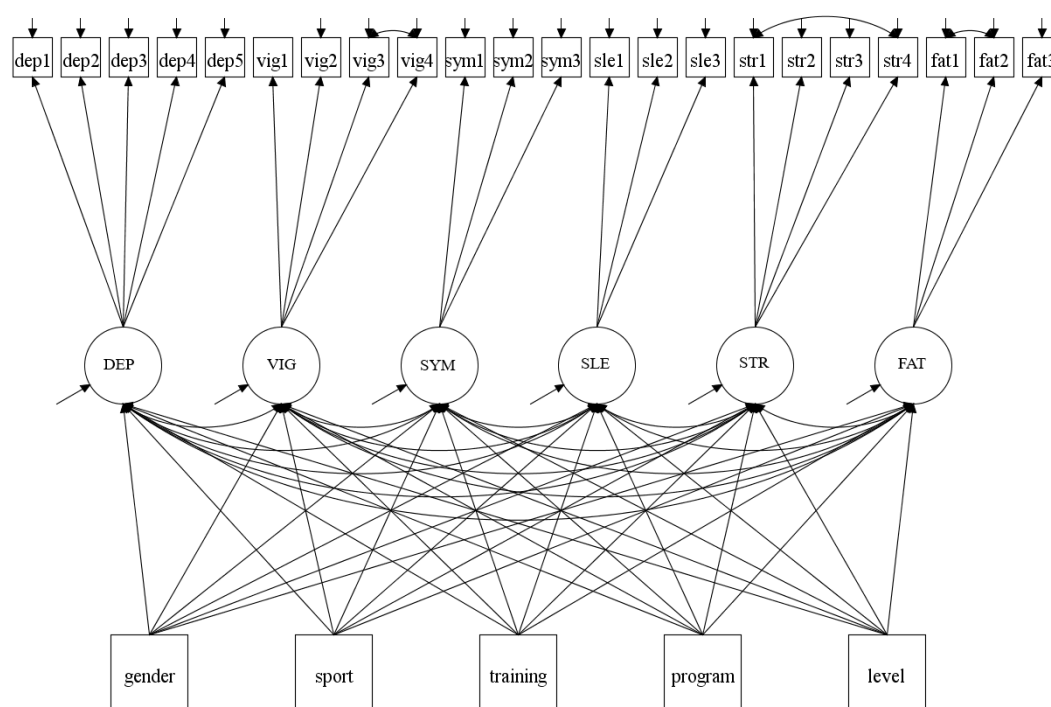 dep1 dep2 dep3 dep4 dep5 vig1 vig2 vig3 vig4 sym1 sym2 sym3 sle1 sle2 sle3 str1 str2 str3 str4 fat1 fat2 fat3
DEP VIG SYM SLE STR FAT
gender sport training program level